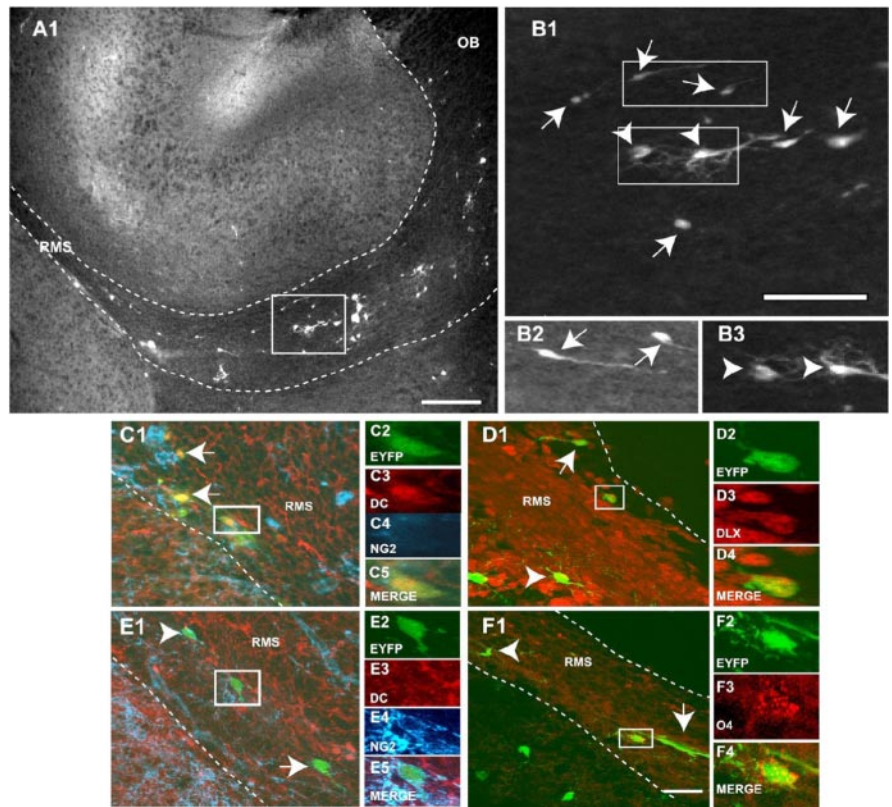 A1
OB
RMS
B1
B2
B3
C1
RMS
C2
EYFP
C3
DC
C4
NG2
C5
MERGE
D1
RMS
D2
EYFP
D3
DLX
D4
MERGE
E1
RMS
E2
EYFP
E3
DC
E4
NG2
E5
MERGE
F1
RMS
F2
EYFP
F3
O4
F4
MERGE